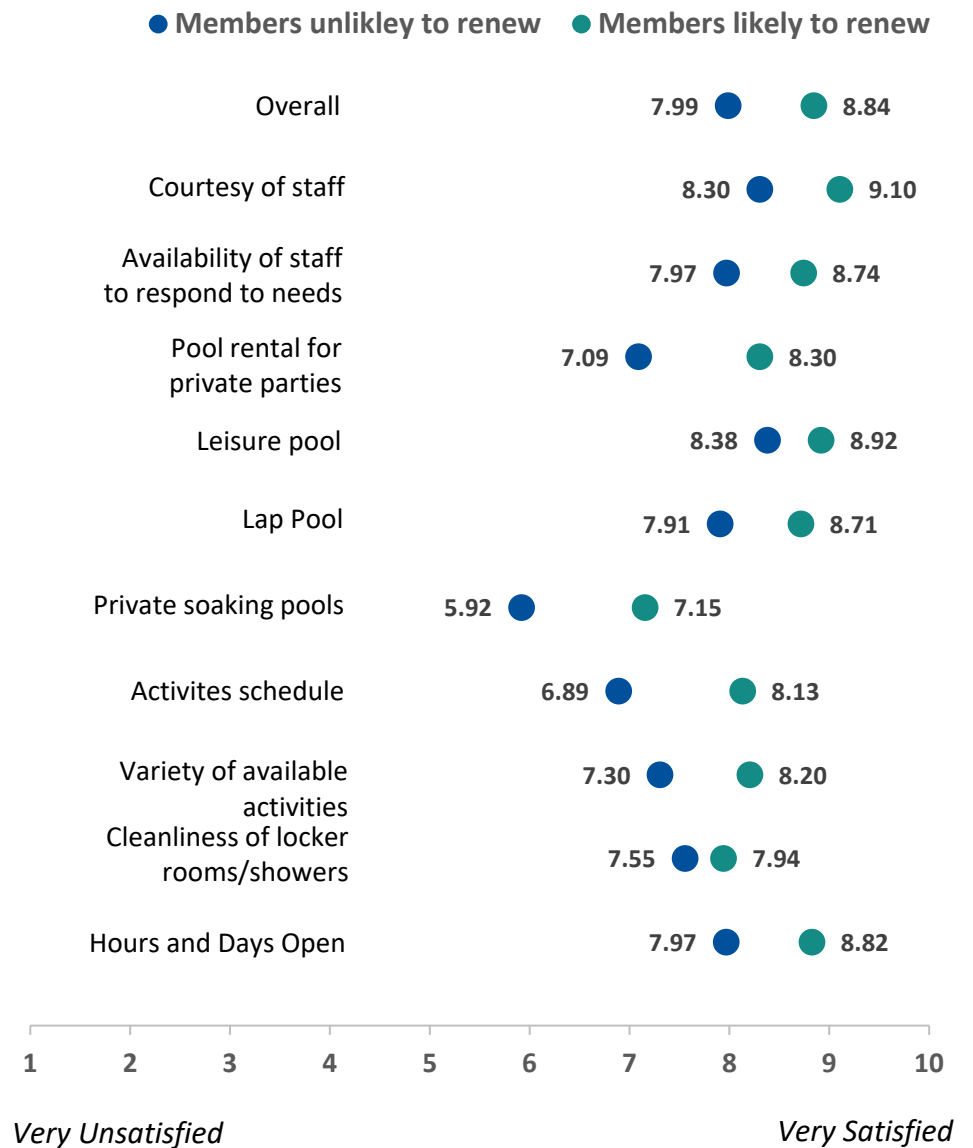 Members unlikley to renew Members likely to renew
Overall 7.99 8.84
Courtesy of staff 8.30 9.10
Availability of staff
to respond to needs 7.97 8.74
Pool rental for
private parties 7.09 8.30
Leisure pool 8.38 8.92
Lap Pool 7.91 8.71
Private soaking pools 5.92 7.15
Activites schedule 6.89 8.13
Variety of available
activities 7.30 8.20
Cleanliness of locker
rooms/showers 7.55 7.94
Hours and Days Open 7.97 8.82
1 2 3 4 5 6 7 8 9 10
Very Unsatisfied Very Satisfied